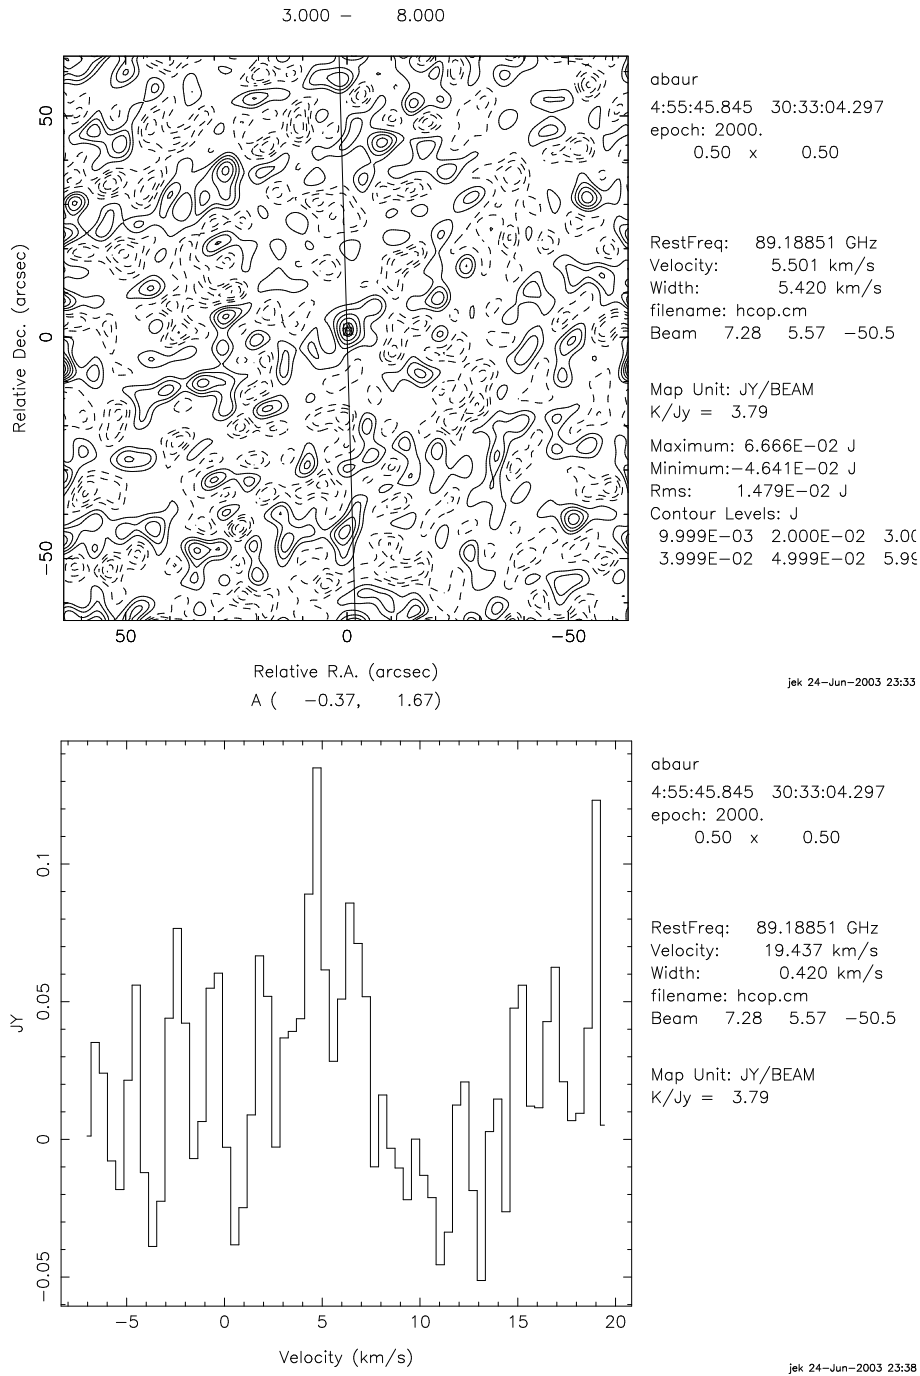 3.000 − 8.000
abaur
4:55:45.845 30:33:04.297
epoch: 2000.
0.50 x 0.50
RestFreq: 89.18851 GHz
Velocity: 5.501 km/s
Width: 5.420 km/s
filename: hcop.cm
Beam 7.28 5.57 −50.5
Map Unit: JY/BEAM
K/Jy = 3.79
Maximum: 6.666E−02 J
Minimum:−4.641E−02 J
Rms: 1.479E−02 J
Contour Levels: J
9.999E−03 2.000E−02 3.00
3.999E−02 4.999E−02 5.99
50
0
−50
Relative Dec. (arcsec)
50 0 −50
Relative R.A. (arcsec)
A ( −0.37, 1.67)
jek 24−Jun−2003 23:33
abaur
4:55:45.845 30:33:04.297
epoch: 2000.
0.50 x 0.50
RestFreq: 89.18851 GHz
Velocity: 19.437 km/s
Width: 0.420 km/s
filename: hcop.cm
Beam 7.28 5.57 −50.5
Map Unit: JY/BEAM
K/Jy = 3.79
0.1
0.05
0
−0.05
JY
−5 0 5 10 15 20
Velocity (km/s)
jek 24−Jun−2003 23:38